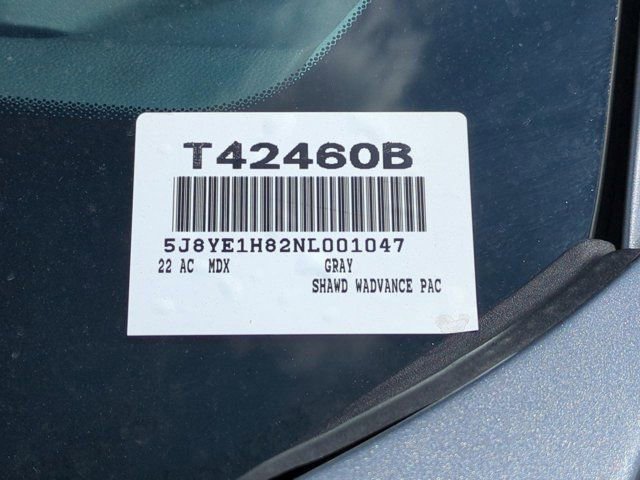 T42460B
5J8YE1H82NL001047
22 AC MDX GRAY
SHAWD WADVANCE PAC